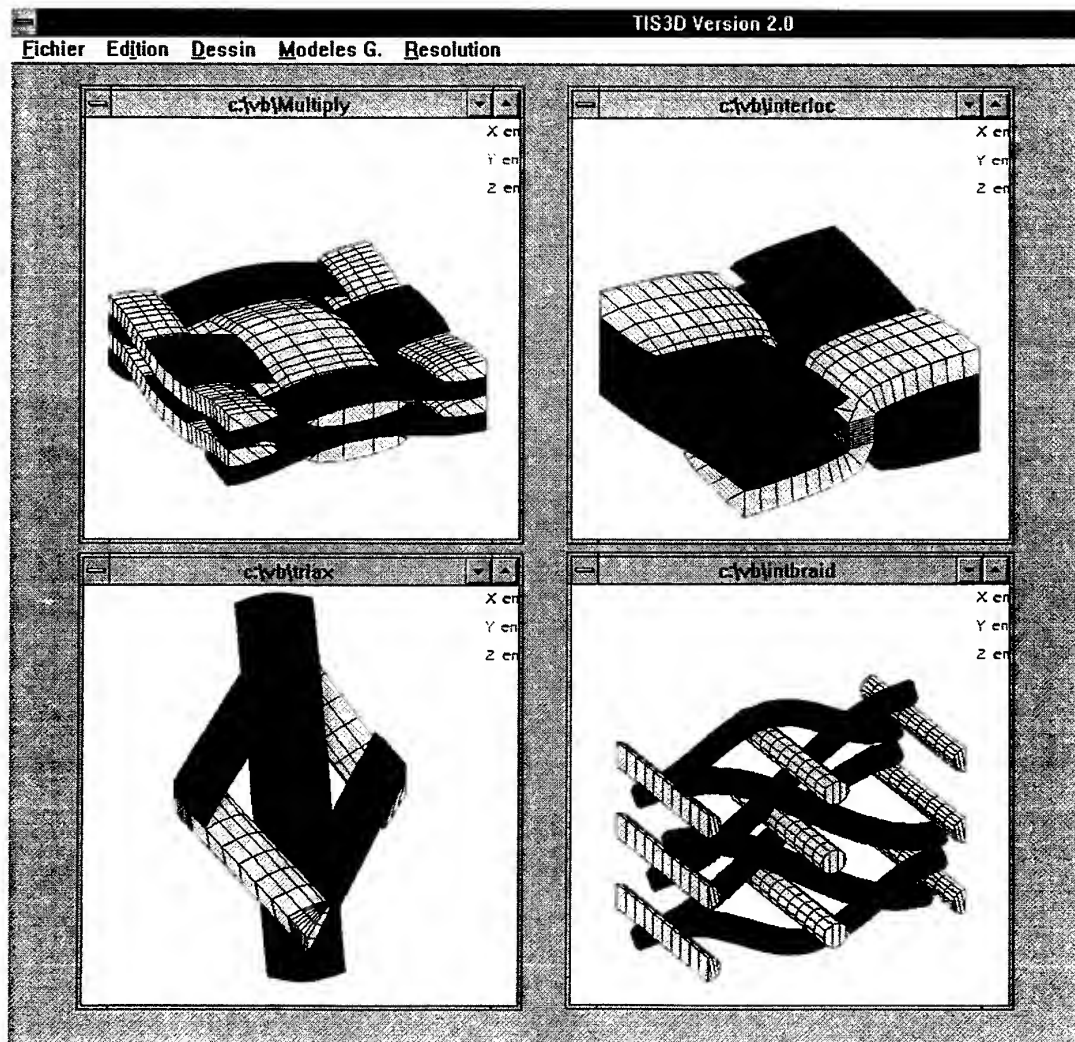 TIS3D Version 2.0
Fichier Edition Dessin Modeles G. Resolution
c:\vb\Multiply
X en
Y en
Z en
c:\vb\interloc
X en
Y en
Z en
c:\vb\triax
X en
Y en
Z en
c:\vb\intbraid
X en
Y en
Z en